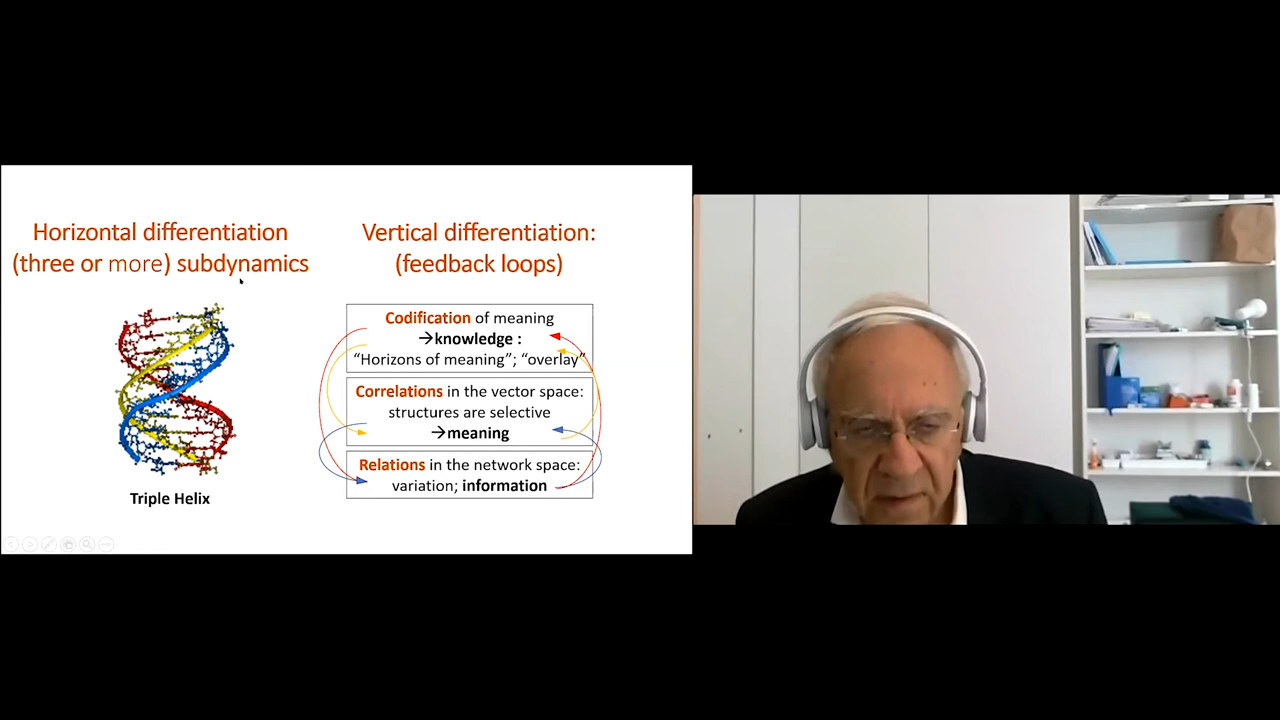 Horizontal differentiation
(three or more) subdynamics
Triple Helix
Vertical differentiation:
(feedback loops)
Codification of meaning
→knowledge :
“Horizons of meaning”; “overlay”
Correlations in the vector space:
structures are selective
→meaning
Relations in the network space:
variation; information